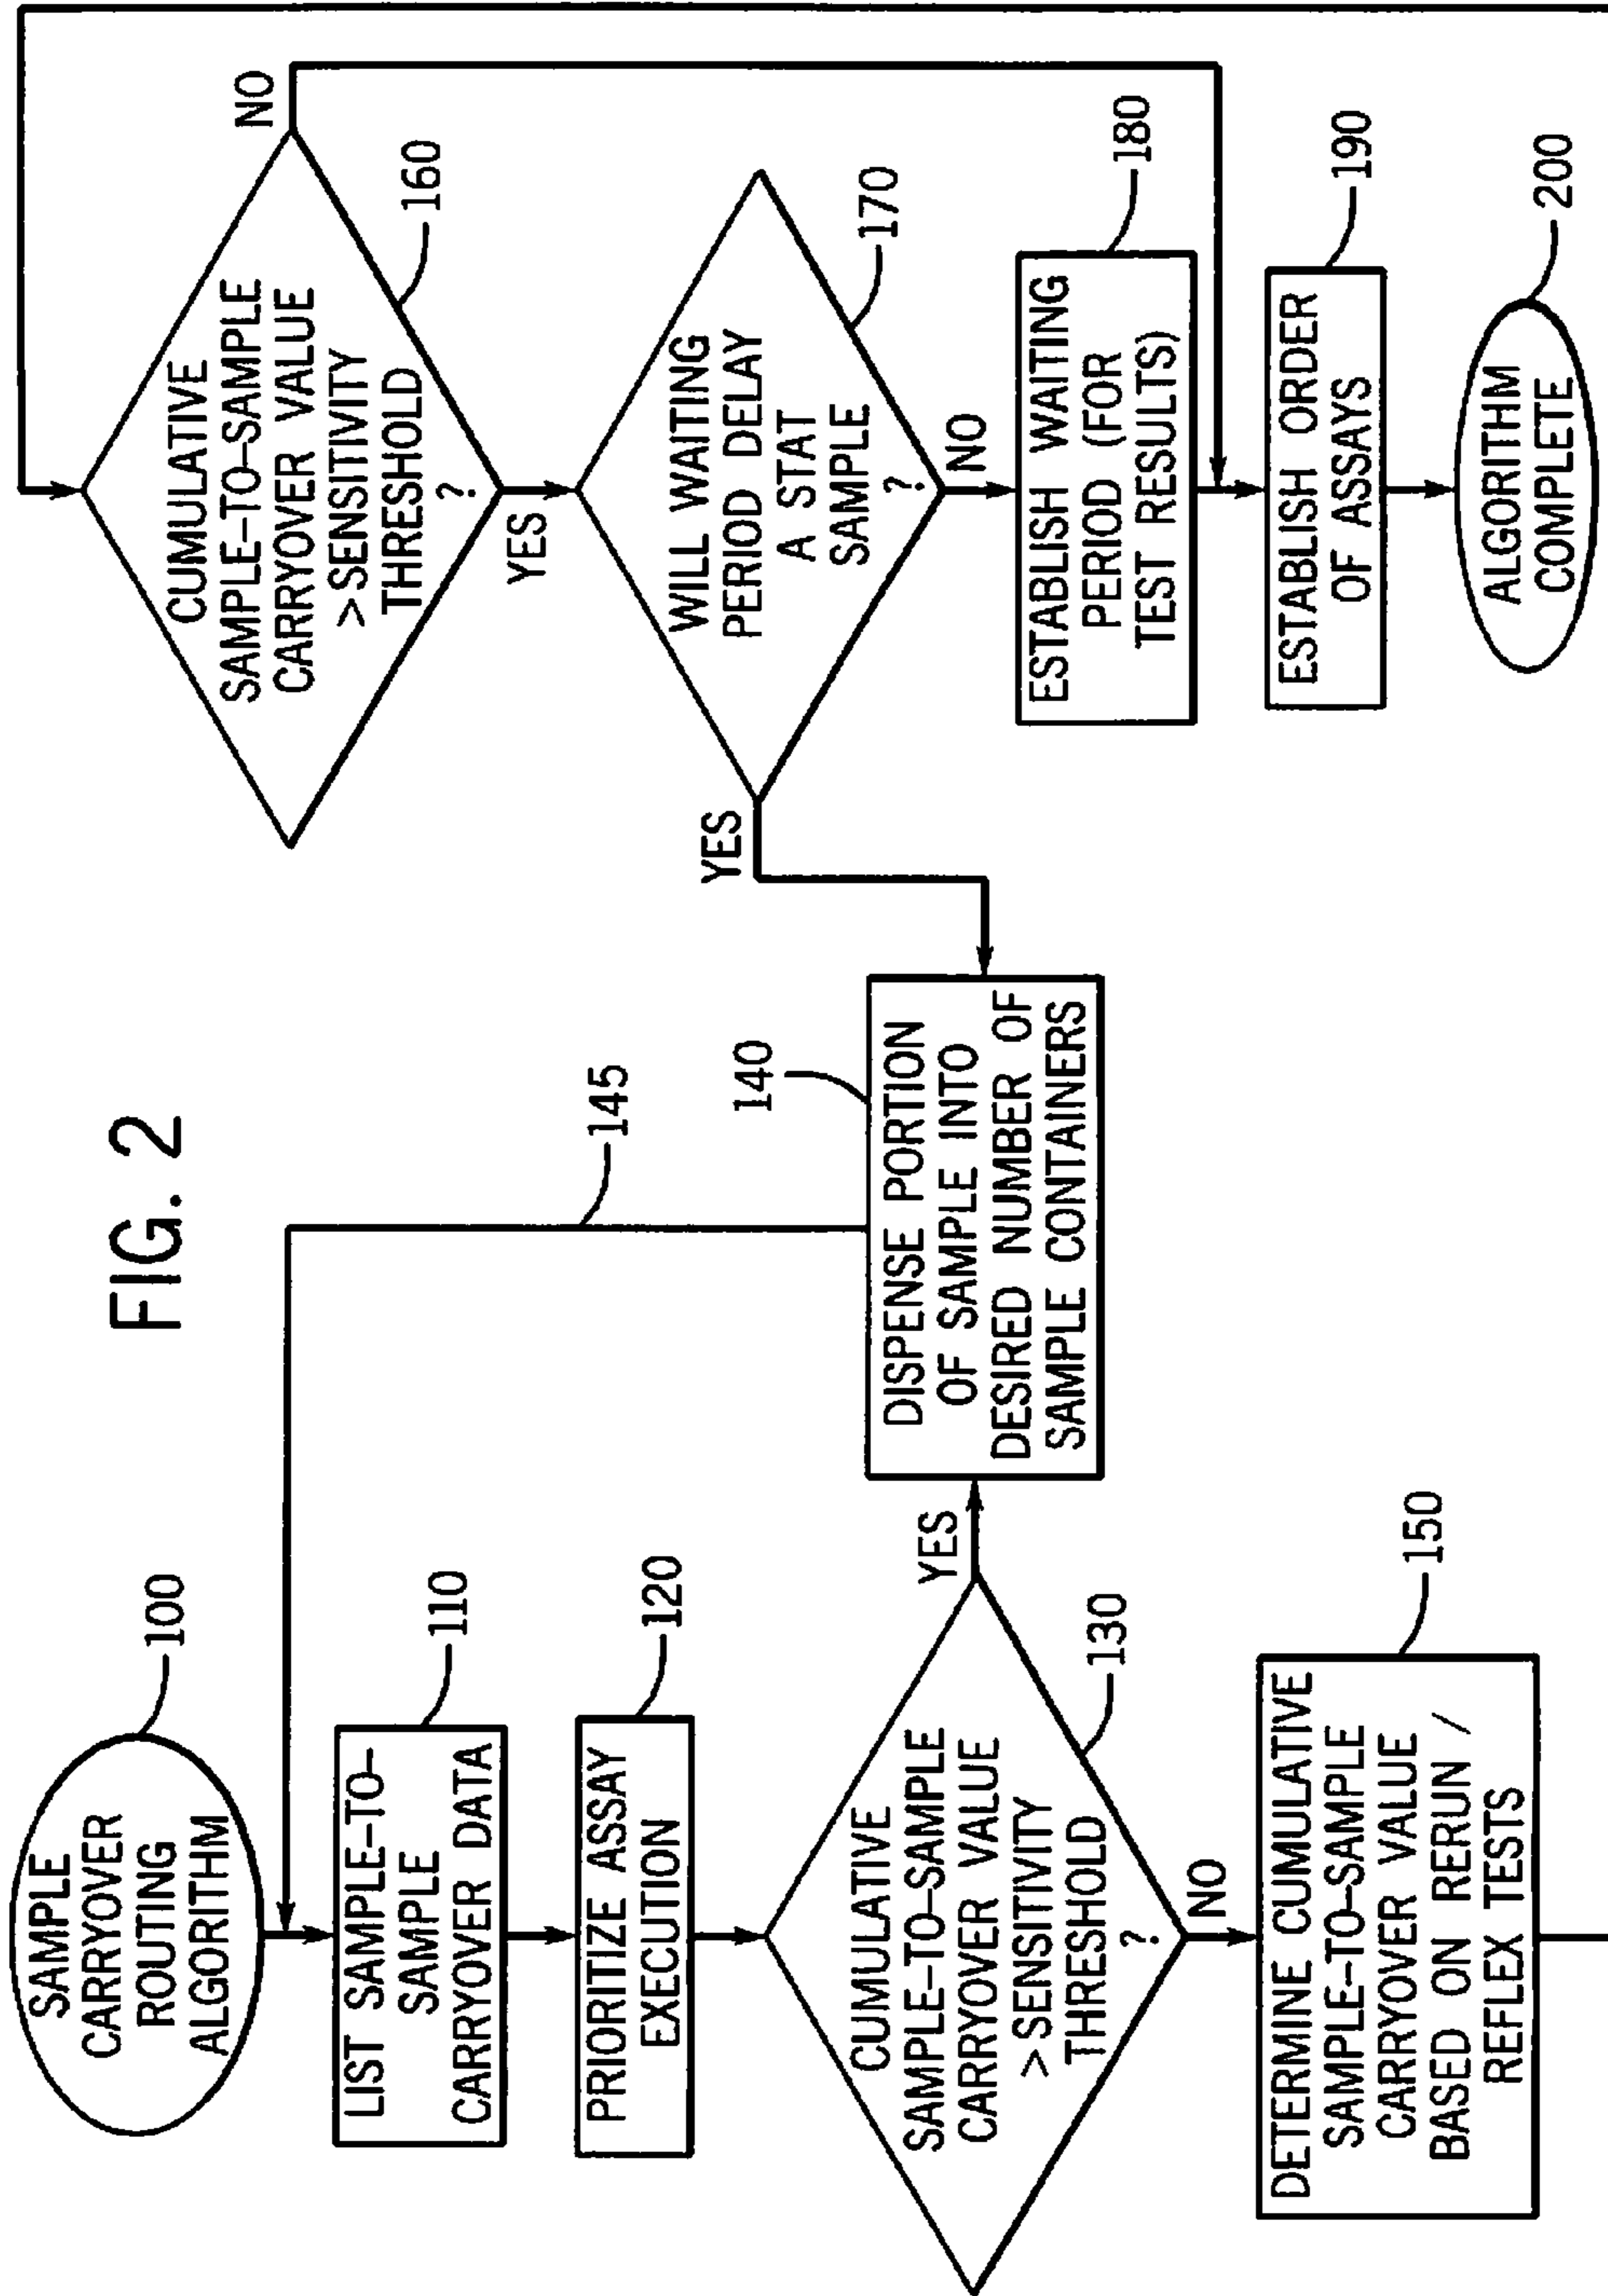 FIG. 2
SAMPLE
CARRYOVER
ROUTING
ALGORITHM
100
LIST SAMPLE-TO-
SAMPLE
CARRYOVER DATA
110
PRIORITIZE ASSAY
EXECUTION
120
CUMULATIVE
SAMPLE-TO-SAMPLE
CARRYOVER VALUE
>SENSITIVITY
THRESHOLD
?
130
YES
NO
DISPENSE PORTION
OF SAMPLE INTO
DESIRED NUMBER OF
SAMPLE CONTAINERS
140
145
DETERMINE CUMULATIVE
SAMPLE-TO-SAMPLE
CARRYOVER VALUE
BASED ON RERUN /
REFLEX TESTS
150
CUMULATIVE
SAMPLE-TO-SAMPLE
CARRYOVER VALUE
>SENSITIVITY
THRESHOLD
?
160
NO
YES
WILL WAITING
PERIOD DELAY
A STAT
SAMPLE
?
170
YES
NO
ESTABLISH WAITING
PERIOD (FOR
TEST RESULTS)
180
ESTABLISH ORDER
OF ASSAYS
190
ALGORITHM
COMPLETE
200